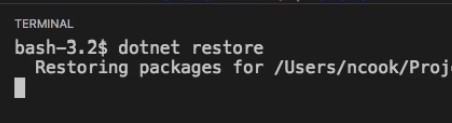 TERMINAL
bash-3.2$ dotnet restore
Restoring packages for /Users/ncook/Proj